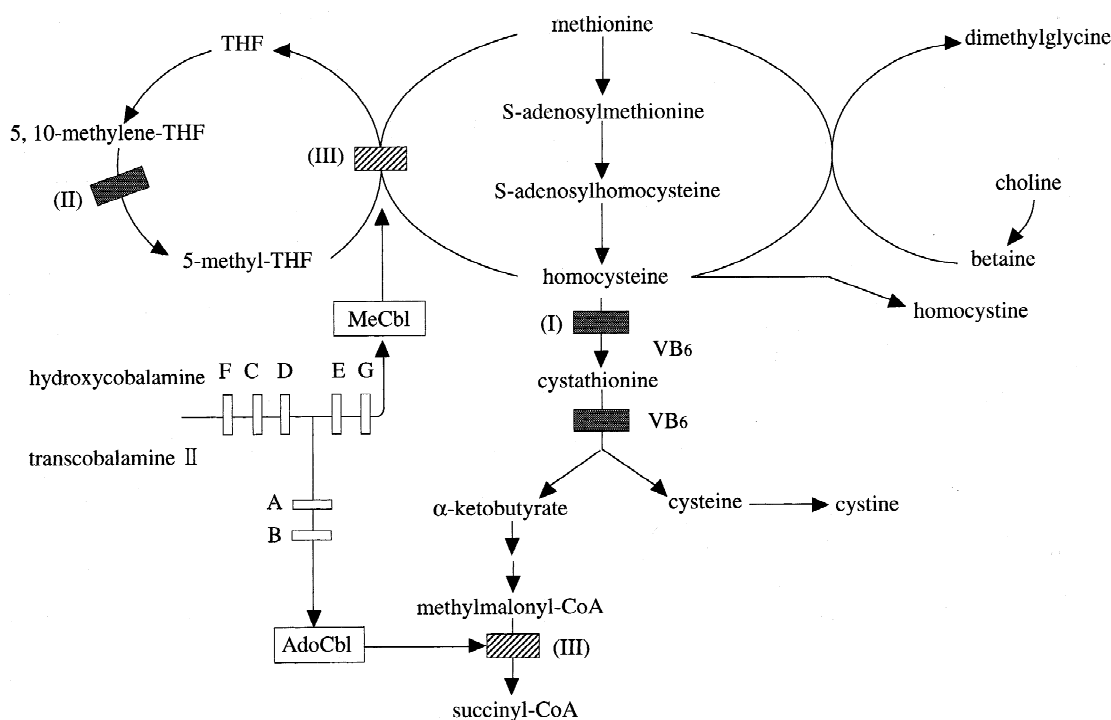 methionine
THF
dimethylglycine
S-adenosylmethionine
5, 10-methylene-THF
(III)
(II)
S-adenosylhomocysteine
choline
5-methyl-THF
betaine
homocysteine
homocystine
MeCbl
(I)
VB6
hydroxycobalamine
F C D E G
cystathionine
VB6
transcobalamine II
A
α-ketobutyrate
cysteine
cystine
B
methylmalonyl-CoA
AdoCbl
(III)
succinyl-CoA